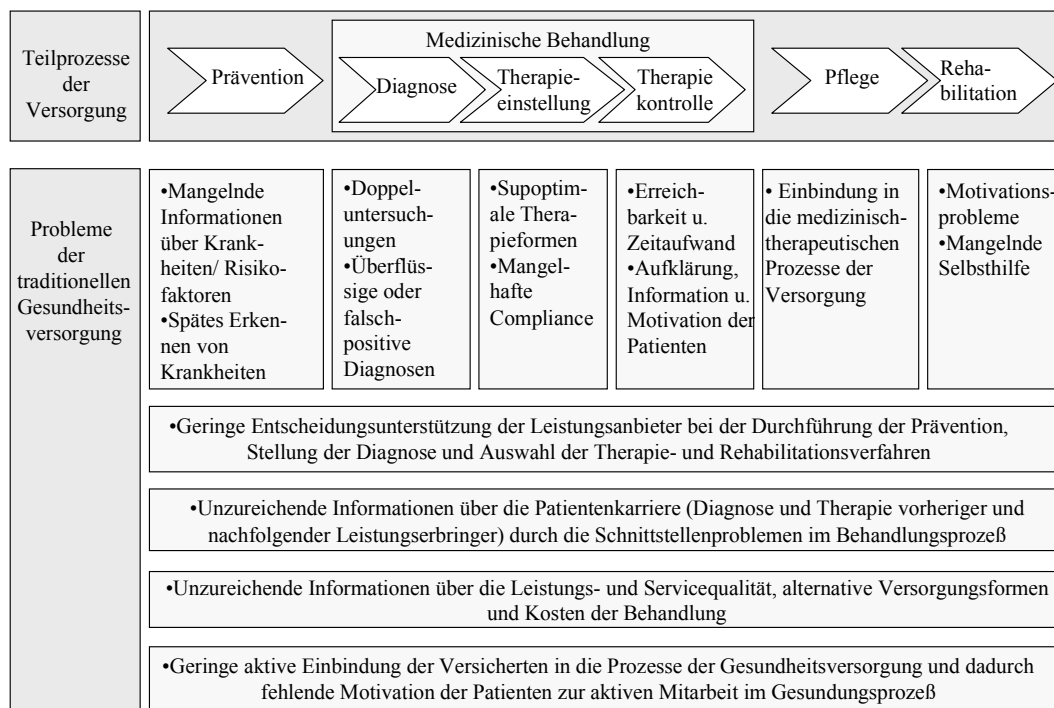 Teilprozesse
der
Versorgung
Prävention
Medizinische Behandlung
Diagnose
Therapie-
einstellung
Therapie
kontrolle
Pflege
Reha-
bilitation
Probleme
der
traditionellen
Gesundheits-
versorgung
•Mangelnde
Informationen
über Krank-
heiten/ Risiko-
faktoren
•Spätes Erken-
nen von
Krankheiten
•Doppel-
untersuch-
ungen
•Überflüs-
sige oder
falsch-
positive
Diagnosen
•Supoptim-
ale Thera-
pieformen
•Mangel-
hafte
Compliance
•Erreich-
barkeit u.
Zeitaufwand
•Aufklärung,
Information u.
Motivation der
Patienten
• Einbindung in
die medizinisch-
therapeutischen
Prozesse der
Versorgung
•Motivations-
probleme
•Mangelnde
Selbsthilfe
•Geringe Entscheidungsunterstützung der Leistungsanbieter bei der Durchführung der Prävention,
Stellung der Diagnose und Auswahl der Therapie- und Rehabilitationsverfahren
•Unzureichende Informationen über die Patientenkarriere (Diagnose und Therapie vorheriger und
nachfolgender Leistungserbringer) durch die Schnittstellenproblemen im Behandlungsprozeß
•Unzureichende Informationen über die Leistungs- und Servicequalität, alternative Versorgungsformen
und Kosten der Behandlung
•Geringe aktive Einbindung der Versicherten in die Prozesse der Gesundheitsversorgung und dadurch
fehlende Motivation der Patienten zur aktiven Mitarbeit im Gesundungsprozeß